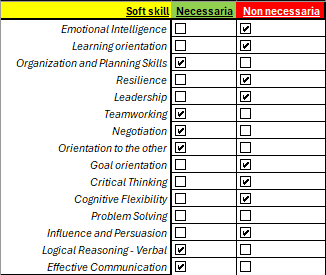 Soft skill Necessaria Non necessaria
Emotional Intelligence
Learning orientation
Organization and Planning Skills
Resilience
Leadership
Teamworking
Negotiation
Orientation to the other
Goal orientation
Critical Thinking
Cognitive Flexibility
Problem Solving
Influence and Persuasion
Logical Reasoning - Verbal
Effective Communication